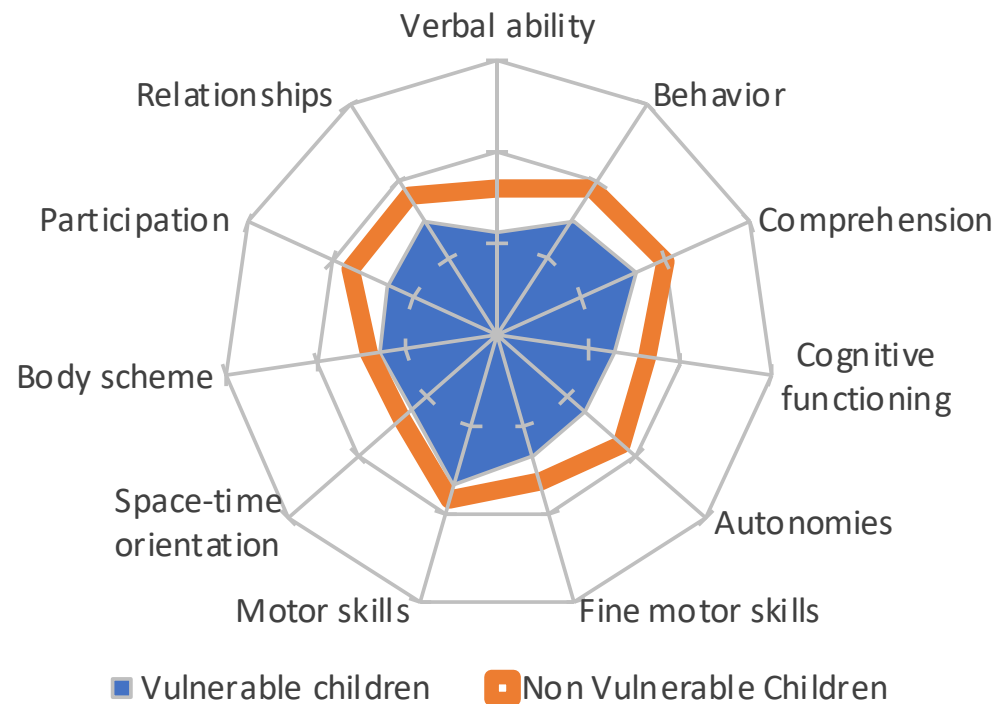 Verbal ability
Relationships
Behavior
Participation
Comprehension
Body scheme
Cognitive
functioning
Space-time
orientation
Autonomies
Motor skills
Fine motor skills
Vulnerable children
Non Vulnerable Children